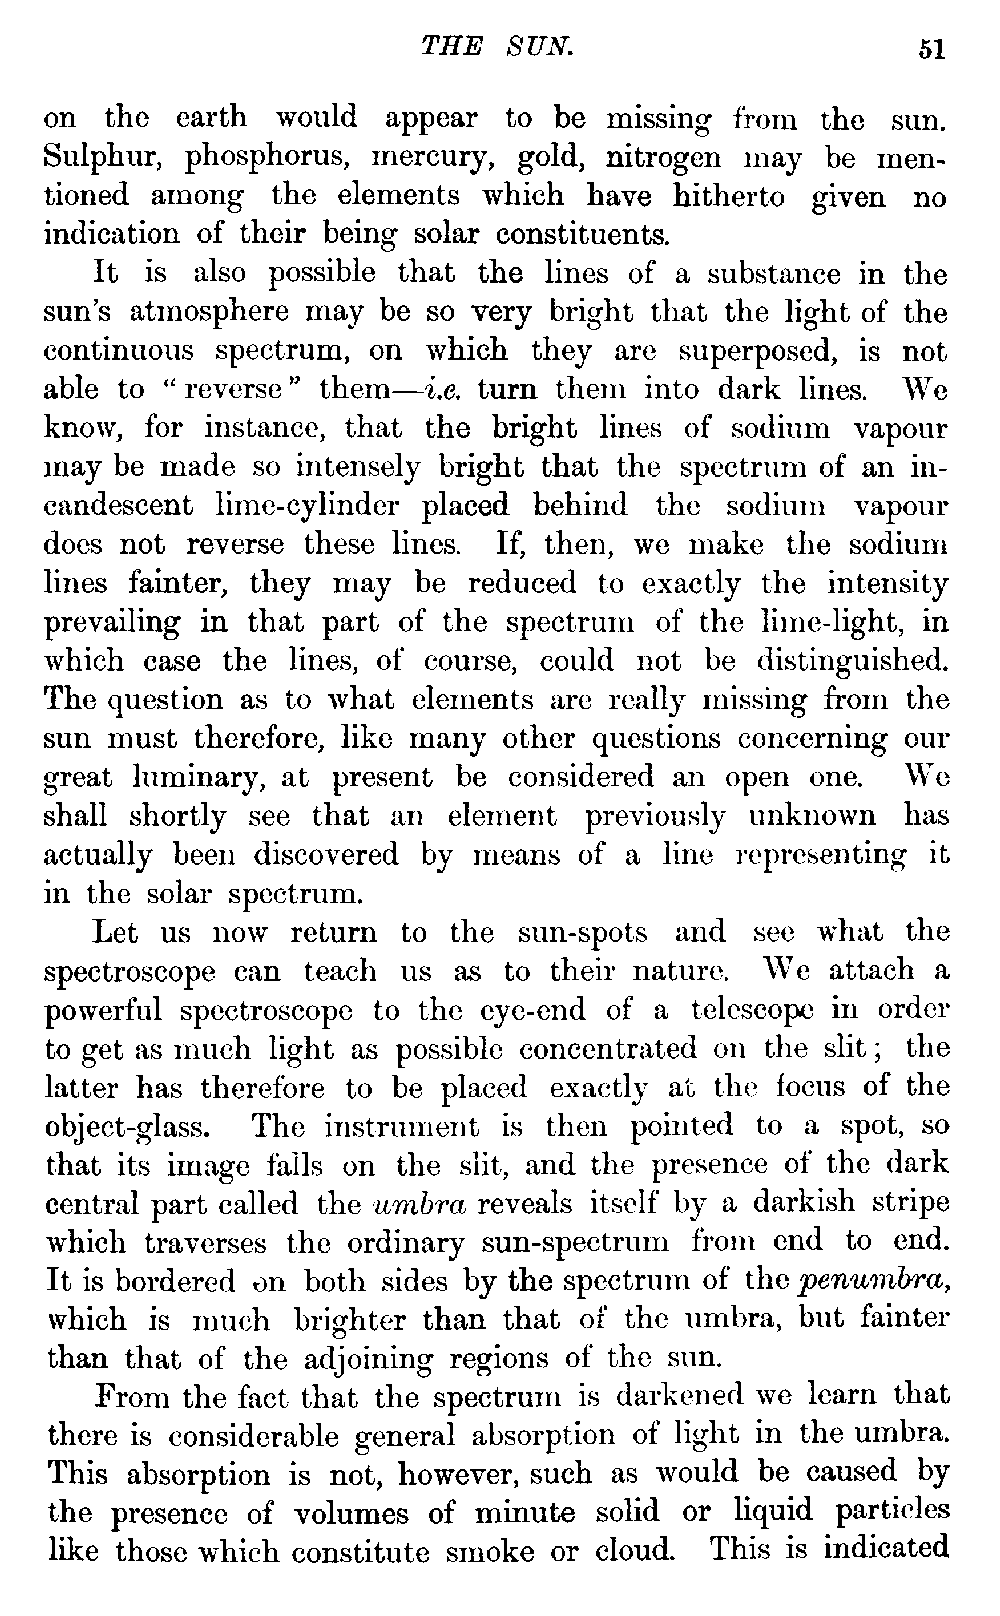 THE SUN. 51
on the earth would appear to be missing from the sun.
Sulphur, phosphorus, mercury, gold, nitrogen may be men-
tioned among the elements which have hitherto given no
indication of their being solar constituents.
It is also possible that the lines of a substance in the
sun's atmosphere may be so very bright that the light of the
continuous spectrum, on which they are superposed, is not
able to “reverse” them—i.e. turn them into dark lines. We
know, for instance, that the bright lines of sodium vapour
may be made so intensely bright that the spectrum of an in-
candescent lime-cylinder placed behind the sodium vapour
does not reverse these lines. If, then, we make the sodium
lines fainter, they may be reduced to exactly the intensity
prevailing in that part of the spectrum of the lime-light, in
which case the lines, of course, could not be distinguished.
The question as to what elements are really missing from the
sun must therefore, like many other questions concerning our
great luminary, at present be considered an open one. We
shall shortly see that an element previously unknown has
actually been discovered by means of a line representing it
in the solar spectrum.
Let us now return to the sun-spots and see what the
spectroscope can teach us as to their nature. We attach a
powerful spectroscope to the eye-end of a telescope in order
to get as much light as possible concentrated on the slit; the
latter has therefore to be placed exactly at the focus of the
object-glass. The instrument is then pointed to a spot, so
that its image falls on the slit, and the presence of the dark
central part called the umbra reveals itself by a darkish stripe
which traverses the ordinary sun-spectrum from end to end.
It is bordered on both sides by the spectrum of the penumbra,
which is much brighter than that of the umbra, but fainter
than that of the adjoining regions of the sun.
From the fact that the spectrum is darkened we learn that
there is considerable general absorption of light in the umbra.
This absorption is not, however, such as would be caused by
the presence of volumes of minute solid or liquid particles
like those which constitute smoke or cloud. This is indicated